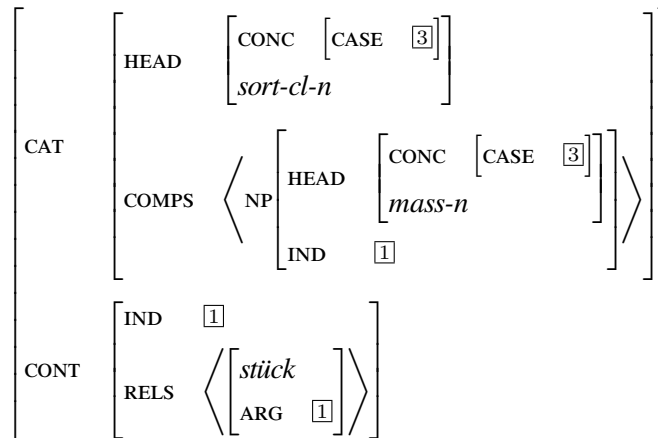 CONC [CASE 3]
HEAD
sort-cl-n
CAT
CONC [CASE 3]
HEAD
mass-n
COMPS ⟨ NP
IND 1
IND 1
CONT
stück
RELS
ARG 1